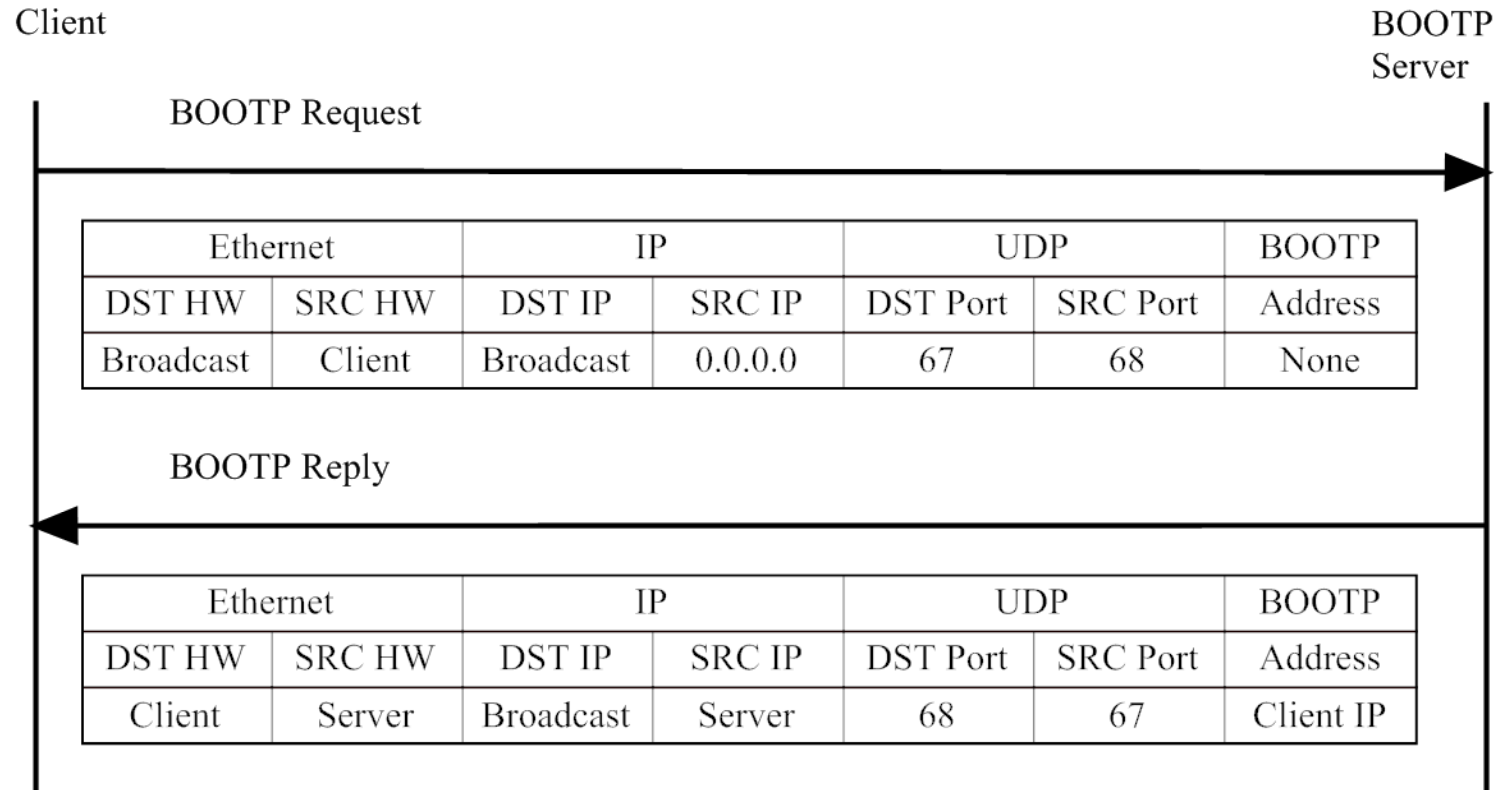 Client
BOOTP
Server
BOOTP Request
Ethernet IP UDP BOOTP
DST HW SRC HW DST IP SRC IP DST Port SRC Port Address
Broadcast Client Broadcast 0.0.0.0 67 68 None
BOOTP Reply
Ethernet IP UDP BOOTP
DST HW SRC HW DST IP SRC IP DST Port SRC Port Address
Client Server Broadcast Server 68 67 Client IP